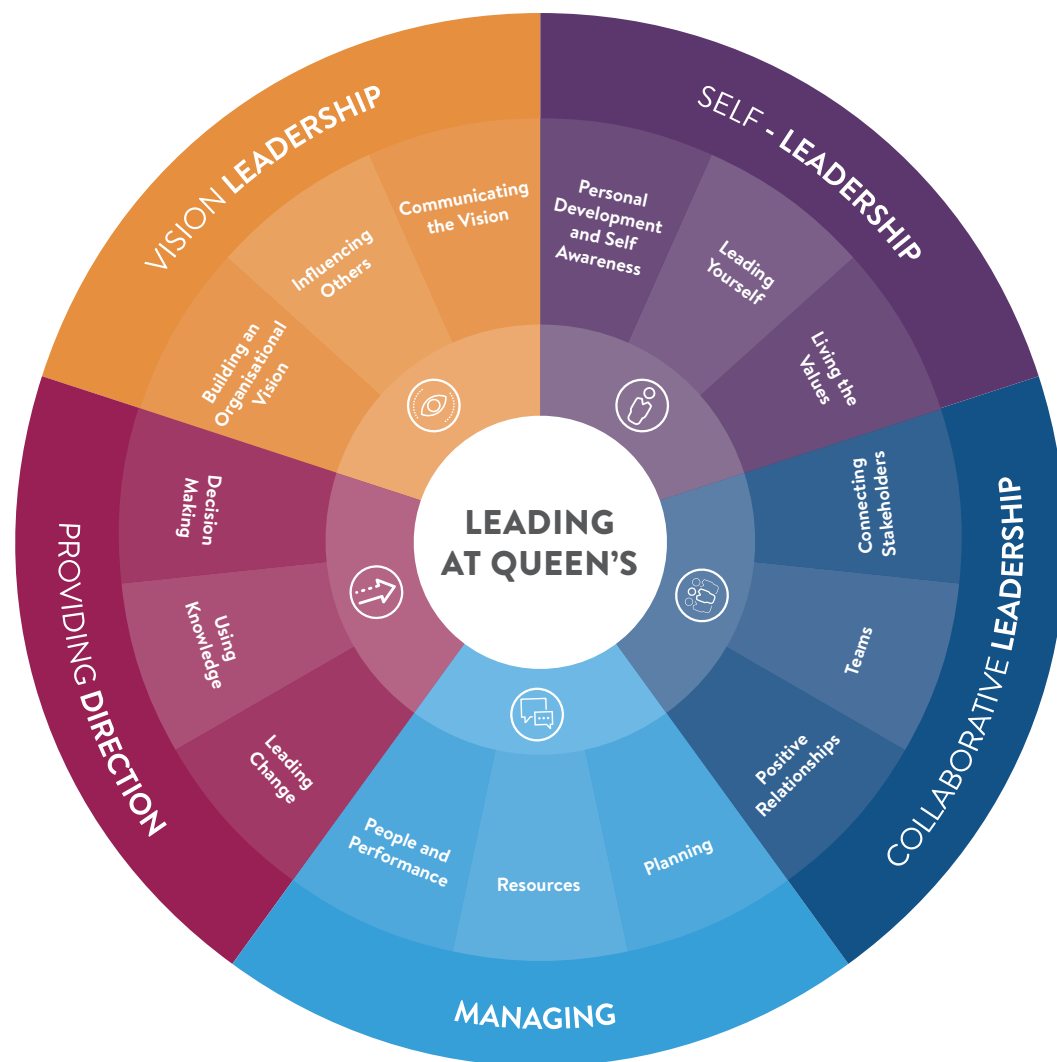 LEADING
AT QUEEN'S
SELF - LEADERSHIP
Personal
Development
and Self
Awareness
Leading
Yourself
Living the
Values
COLLABORATIVE LEADERSHIP
Connecting
Stakeholders
Teams
Positive
Relationships
MANAGING
Planning
Resources
People and
Performance
PROVIDING DIRECTION
Leading
Change
Using
Knowledge
Decision
Making
VISION LEADERSHIP
Building an
Organisational
Vision
Influencing
Others
Communicating
the Vision